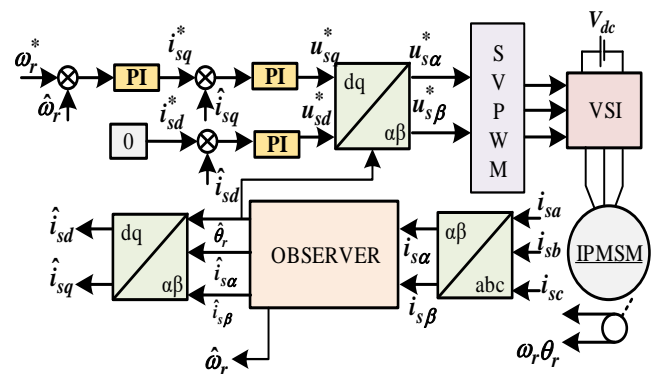 ω_r^* PI i_sq^* PI u_sq^* u_sα^* V_dc
ω̂_r î_sq dq αβ u_sβ^* S V P W M VSI
0 i_sd^* PI u_sd^*
î_sd
î_sd dq αβ θ̂_r OBSERVER i_sα αβ abc i_sa
î_sq î_sα i_sβ i_sb IPMSM
î_sβ i_sc
ω̂_r ω_r θ_r